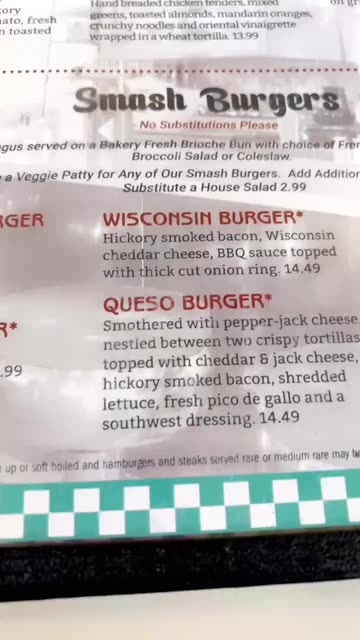 Hand breaded chicken tenders, mixed
kory
greens, toasted almonds, mandarin oranges,
ato, fresh
crunchy noodles and oriental vinaigrette
n toasted
wrapped in a wheat tortilla. 13.99
Smash Burgers
No Substitutions Please
gus served on a Bakery Fresh Brioche Bun with choice of Fre
Broccoli Salad or Coleslaw.
a Veggie Patty for Any of Our Smash Burgers. Add Addition
Substitute a House Salad 2.99
RGER
WISCONSIN BURGER*
Hickory smoked bacon, Wisconsin
cheddar cheese, BBQ sauce topped
with thick cut onion ring. 14.49
QUESO BURGER*
R*
Smothered with pepper-jack cheese
nestled between two crispy tortillas
.99
topped with cheddar & jack cheese,
hickory smoked bacon, shredded
lettuce, fresh pico de gallo and a
southwest dressing. 14.49
up or soft boiled and hamburgers and steaks served rare or medium rare may